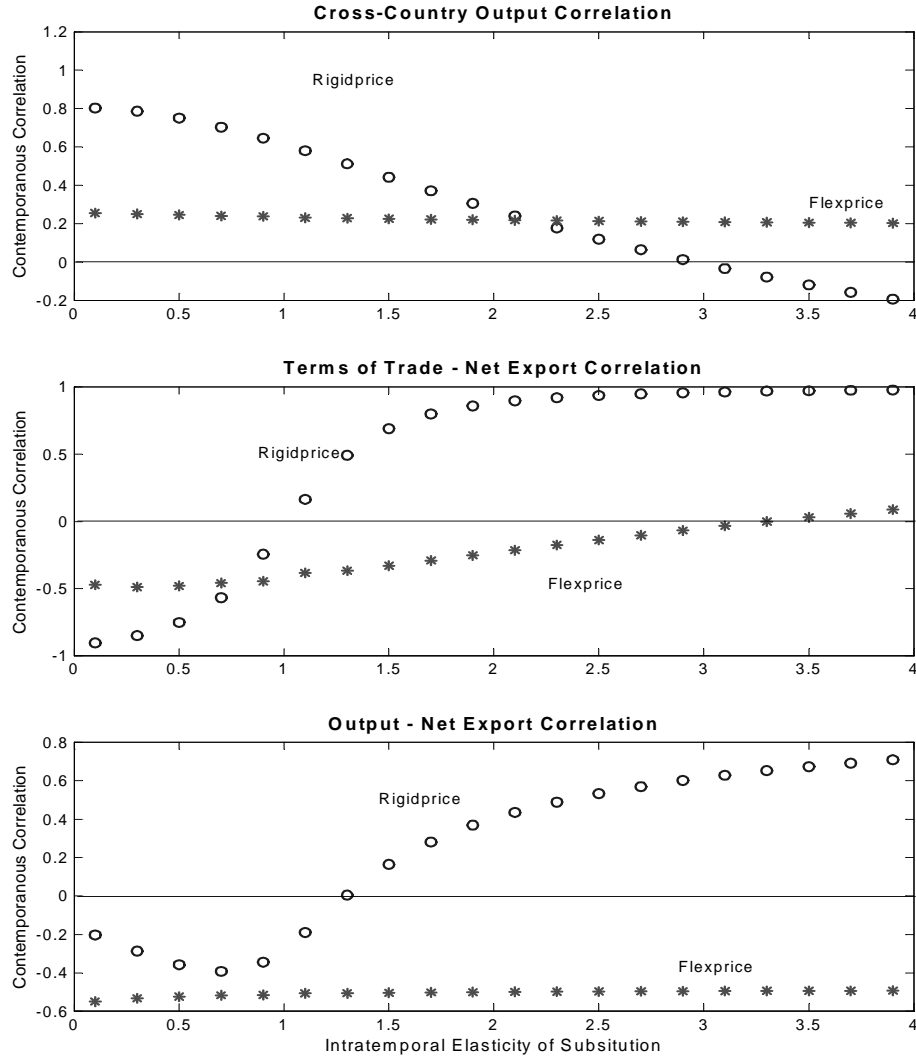 Cross-Country Output Correlation
Contemporanous Correlation
1.2
1
0.8
0.6
0.4
0.2
0
-0.2
Rigidprice
Flexprice
0 0.5 1 1.5 2 2.5 3 3.5 4
Terms of Trade - Net Export Correlation
Contemporanous Correlation
1
0.5
0
-0.5
-1
Rigidprice
Flexprice
0 0.5 1 1.5 2 2.5 3 3.5 4
Output - Net Export Correlation
Contemporanous Correlation
0.8
0.6
0.4
0.2
0
-0.2
-0.4
-0.6
Rigidprice
Flexprice
0 0.5 1 1.5 2 2.5 3 3.5 4
Intratemporal Elasticity of Subsitution